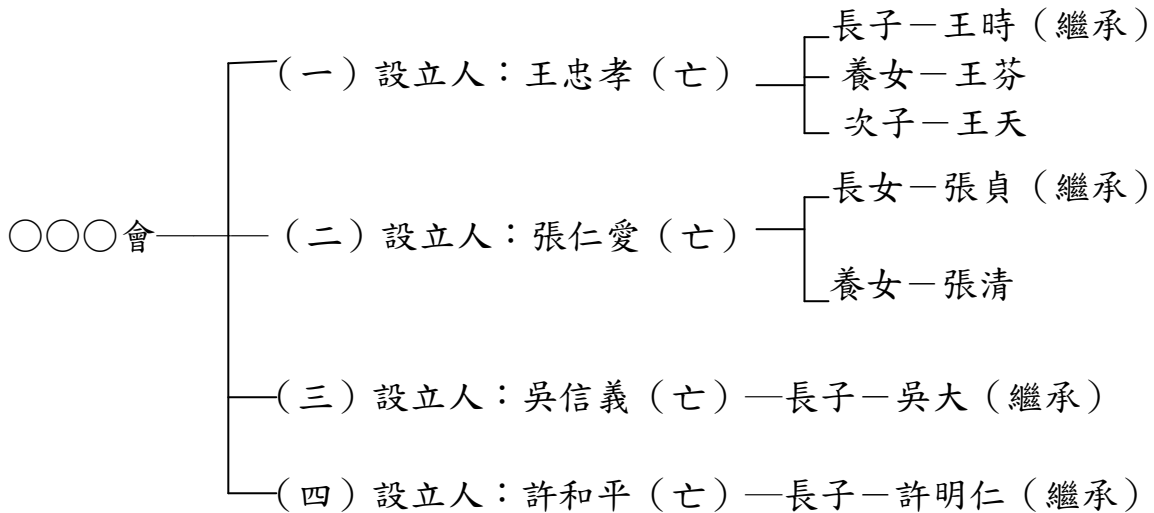 ○○○會
（一）設立人：王忠孝（亡）
長子－王時（繼承）
養女－王芬
次子－王天
（二）設立人：張仁愛（亡）
長女－張貞（繼承）
養女－張清
（三）設立人：吳信義（亡）—長子－吳大（繼承）
（四）設立人：許和平（亡）—長子－許明仁（繼承）